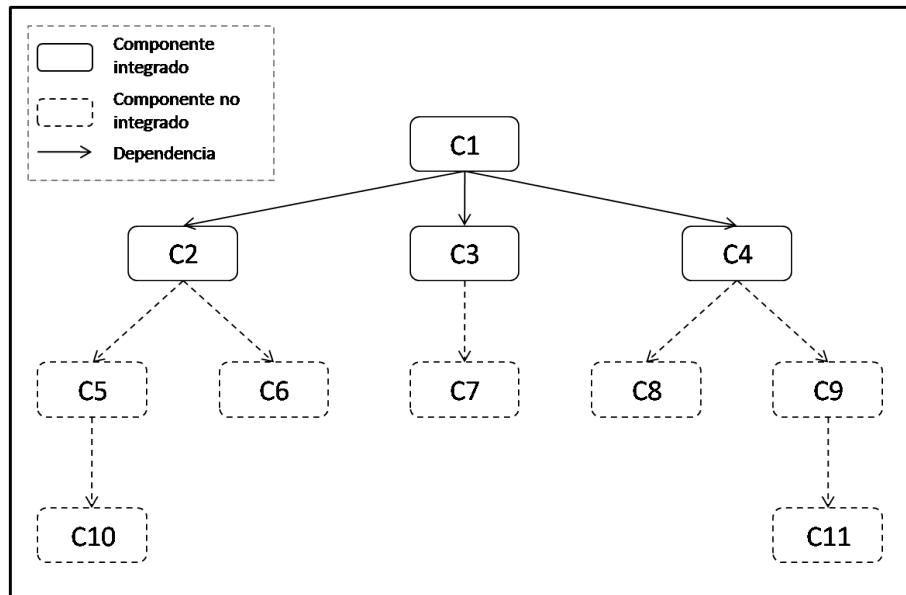 Componente
integrado
Componente no
integrado
Dependencia
C1
C2
C3
C4
C5
C6
C7
C8
C9
C10
C11